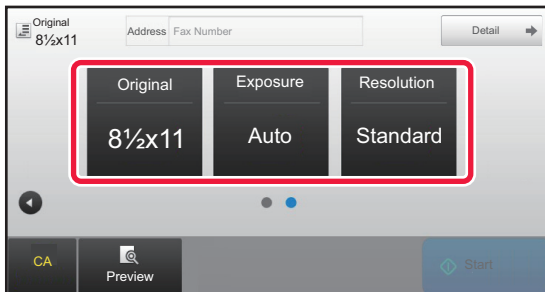 Original
8½x11
Address Fax Number
Detail
Original Exposure Resolution
8½x11 Auto Standard
CA
Preview
Start